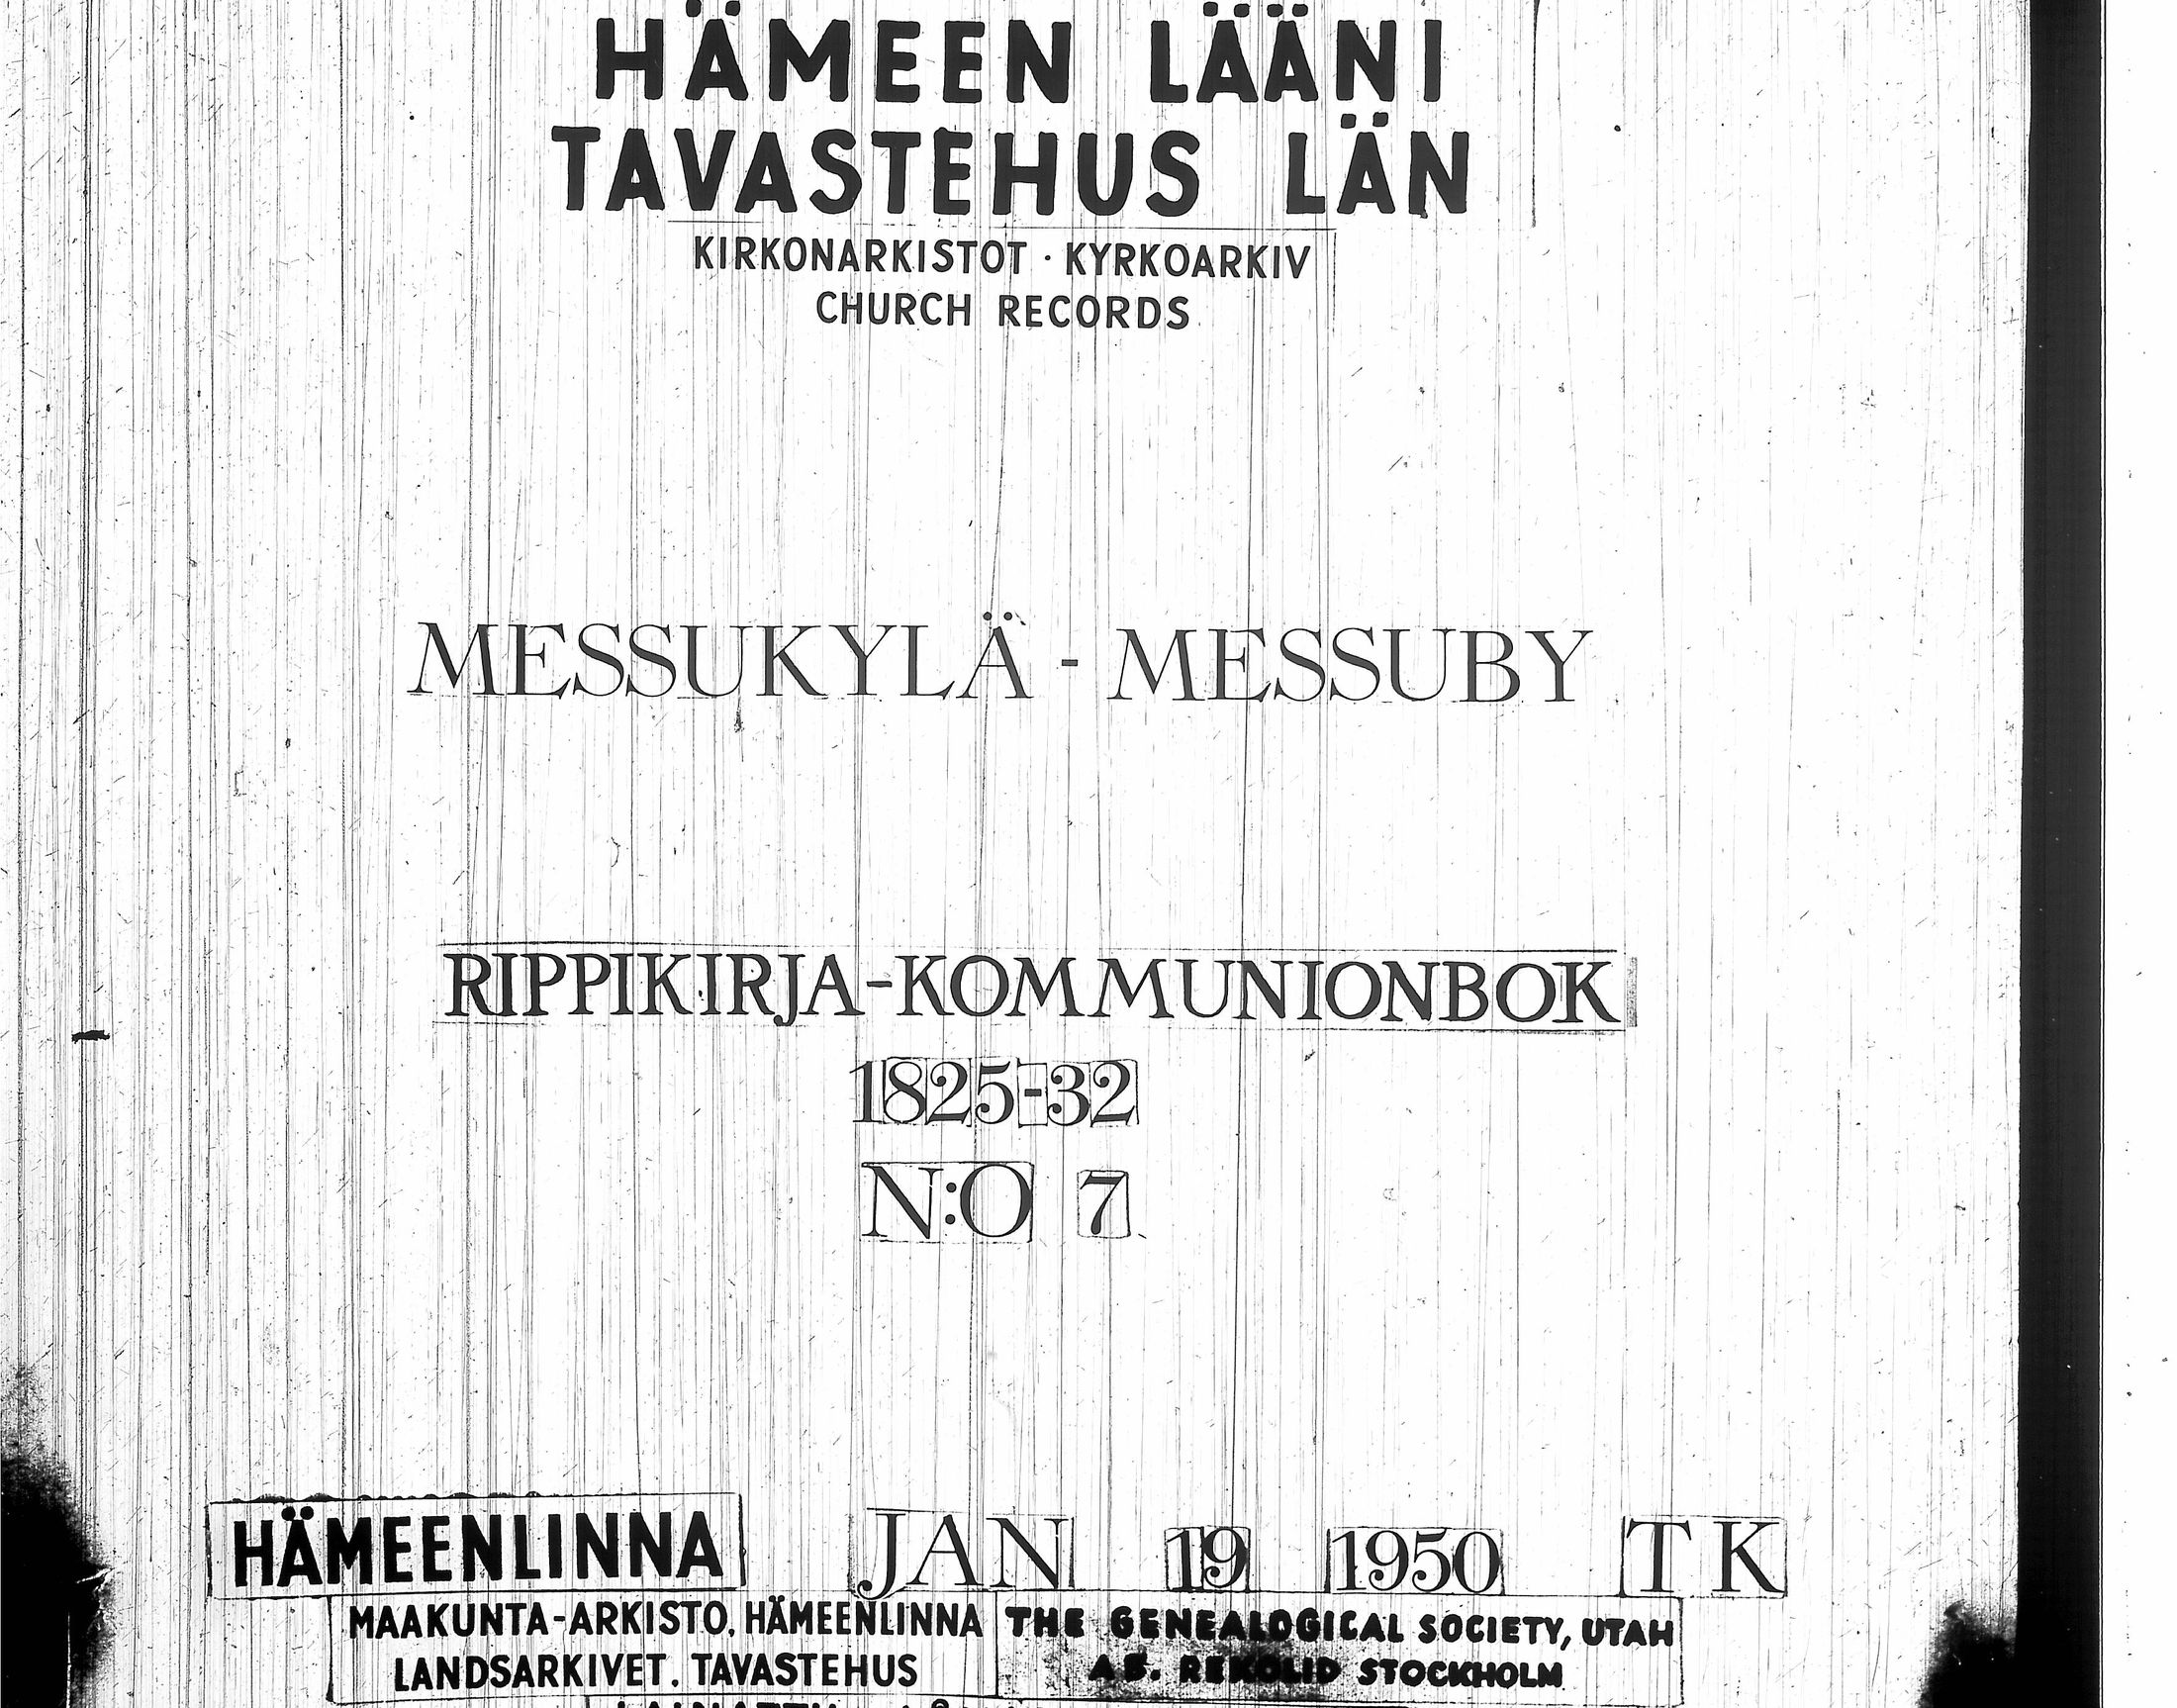 HÄMEEN LÄÄNI
TAVASTEHUS LÄN
KIRKONARKISTOT · KYRKOARKIV
CHURCH RECORDS
MESSUKYLÄ - MESSUBY
RIPPIKIRJA-KOMMUNIONBOK
1825-32
N:O 7
HÄMEENLINNA JAN 19 1950 TK
MAAKUNTA-ARKISTO, HÄMEENLINNA
LANDSARKIVET. TAVASTEHUS
THE GENEALOGICAL SOCIETY, UTAH
AB. REKOLID STOCKHOLM